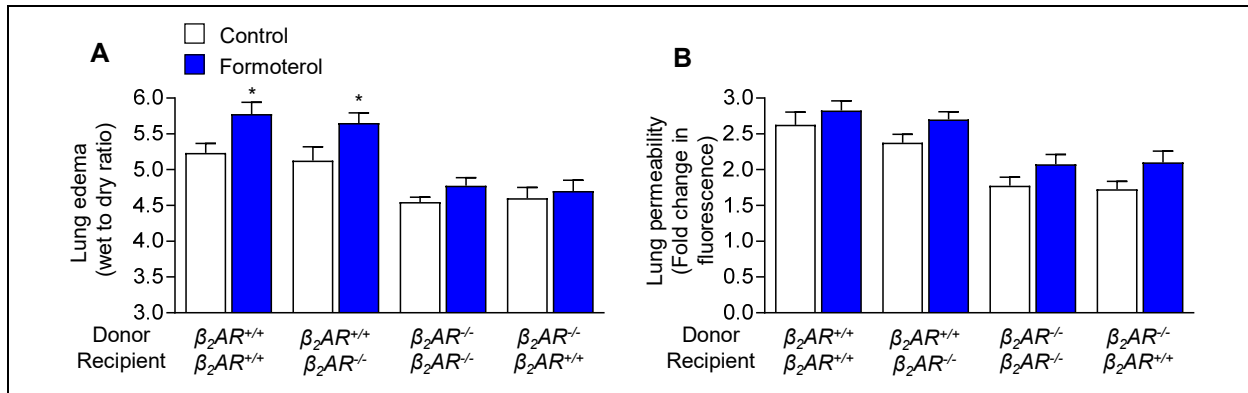 A
Control
Formoterol
* *
Lung edema
(wet to dry ratio)
6.0
5.5
5.0
4.5
4.0
3.5
3.0
Donor β₂AR⁺/⁺ β₂AR⁺/⁺ β₂AR⁻/⁻ β₂AR⁻/⁻
Recipient β₂AR⁺/⁺ β₂AR⁻/⁻ β₂AR⁻/⁻ β₂AR⁺/⁺
B
Lung permeability
(Fold change in
fluorescence)
3.0
2.5
2.0
1.5
1.0
0.5
0.0
Donor β₂AR⁺/⁺ β₂AR⁺/⁺ β₂AR⁻/⁻ β₂AR⁻/⁻
Recipient β₂AR⁺/⁺ β₂AR⁻/⁻ β₂AR⁻/⁻ β₂AR⁺/⁺